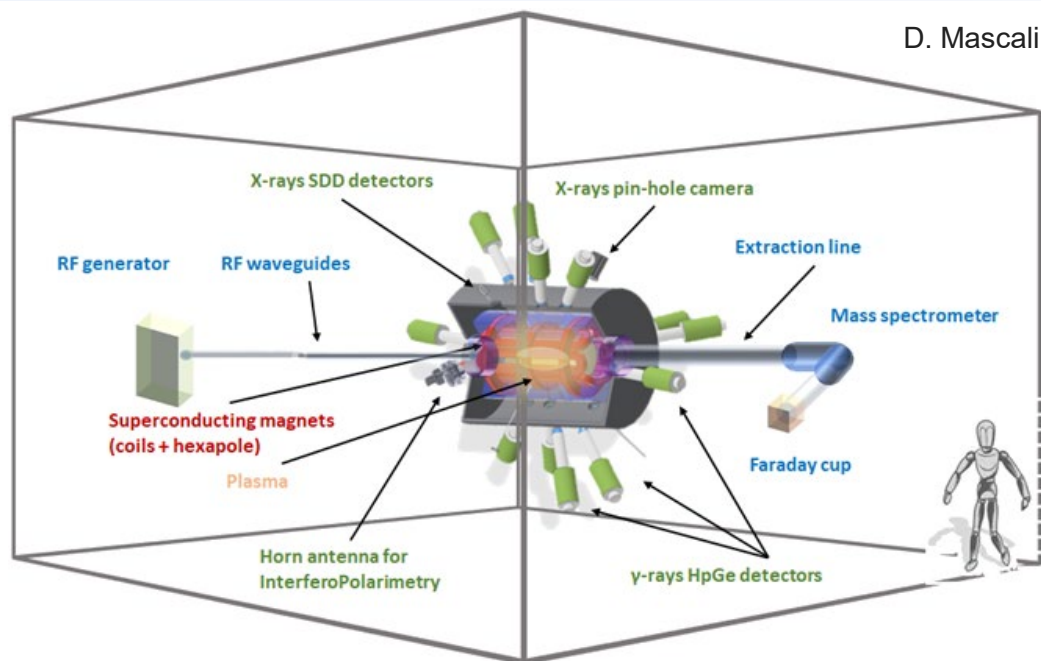 D. Mascali
X-rays SDD detectors
X-rays pin-hole camera
RF generator
RF waveguides
Extraction line
Mass spectrometer
Superconducting magnets
(coils + hexapole)
Plasma
Faraday cup
Horn antenna for
InterferoPolarimetry
γ-rays HpGe detectors